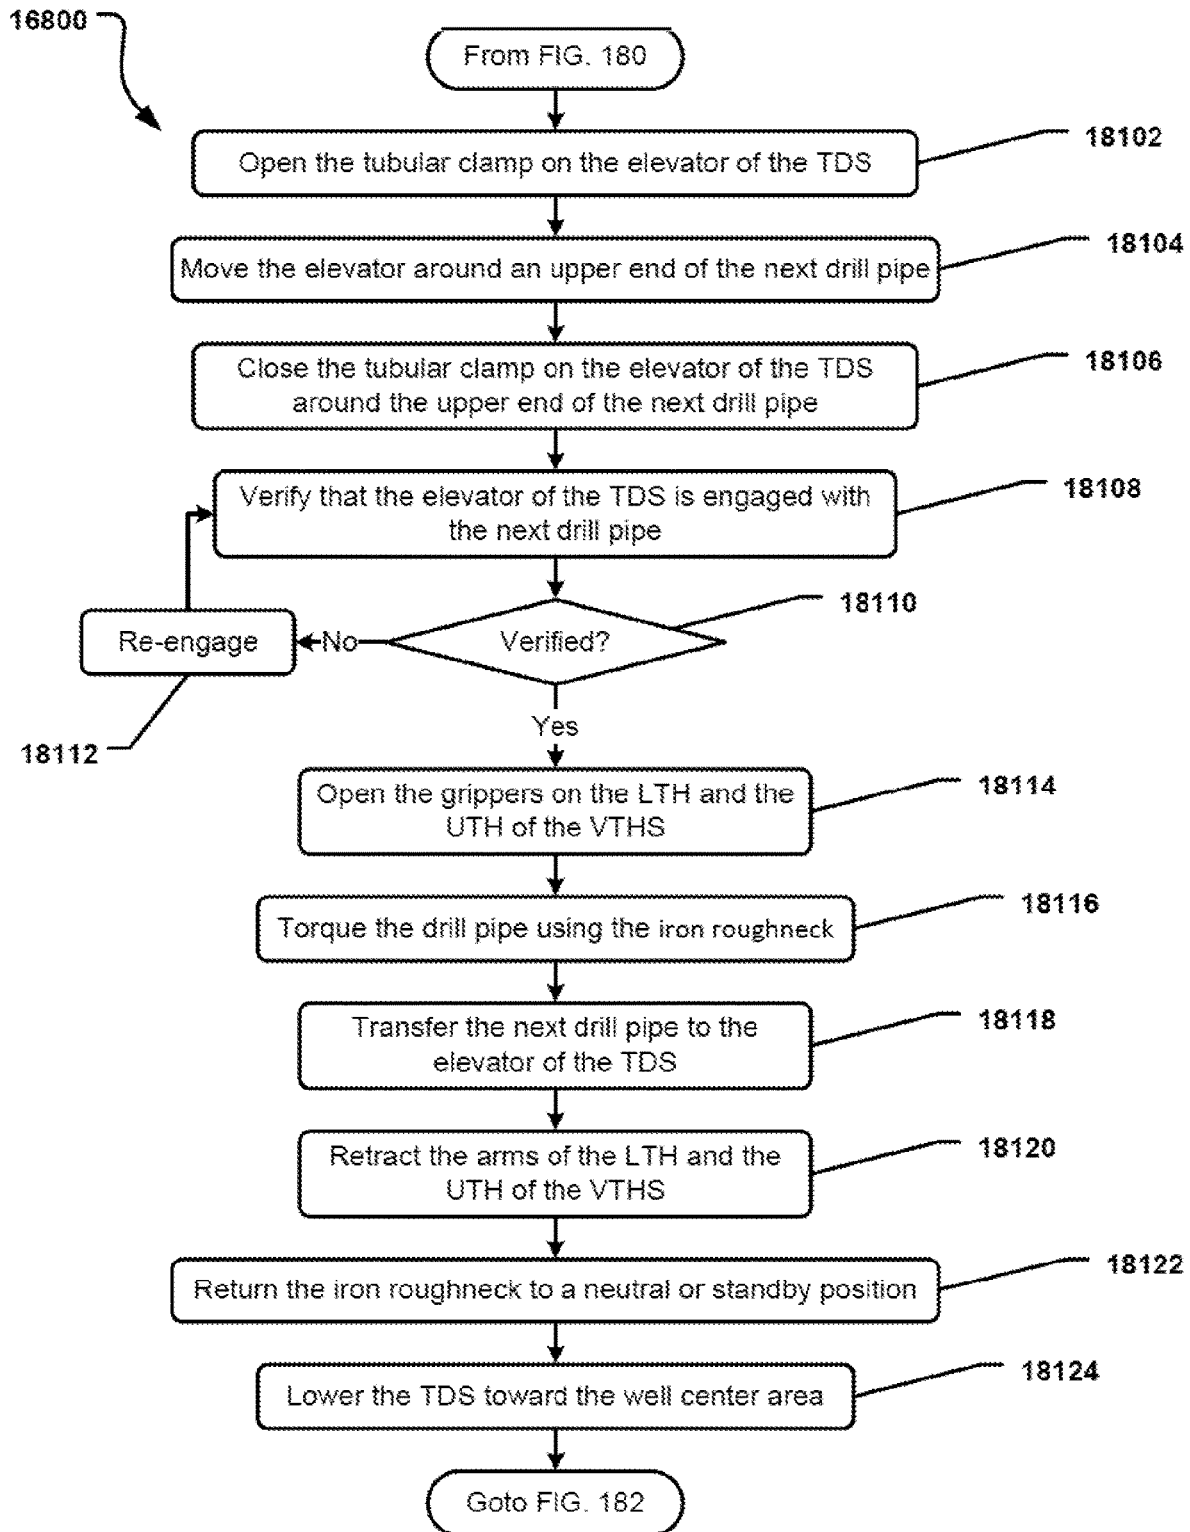 16800
From FIG. 180
Open the tubular clamp on the elevator of the TDS
18102
Move the elevator around an upper end of the next drill pipe
18104
Close the tubular clamp on the elevator of the TDS
around the upper end of the next drill pipe
18106
Verify that the elevator of the TDS is engaged with
the next drill pipe
18108
Verified?
18110
No
Re-engage
18112
Yes
Open the grippers on the LTH and the
UTH of the VTHS
18114
Torque the drill pipe using the iron roughneck
18116
Transfer the next drill pipe to the
elevator of the TDS
18118
Retract the arms of the LTH and the
UTH of the VTHS
18120
Return the iron roughneck to a neutral or standby position
18122
Lower the TDS toward the well center area
18124
Goto FIG. 182